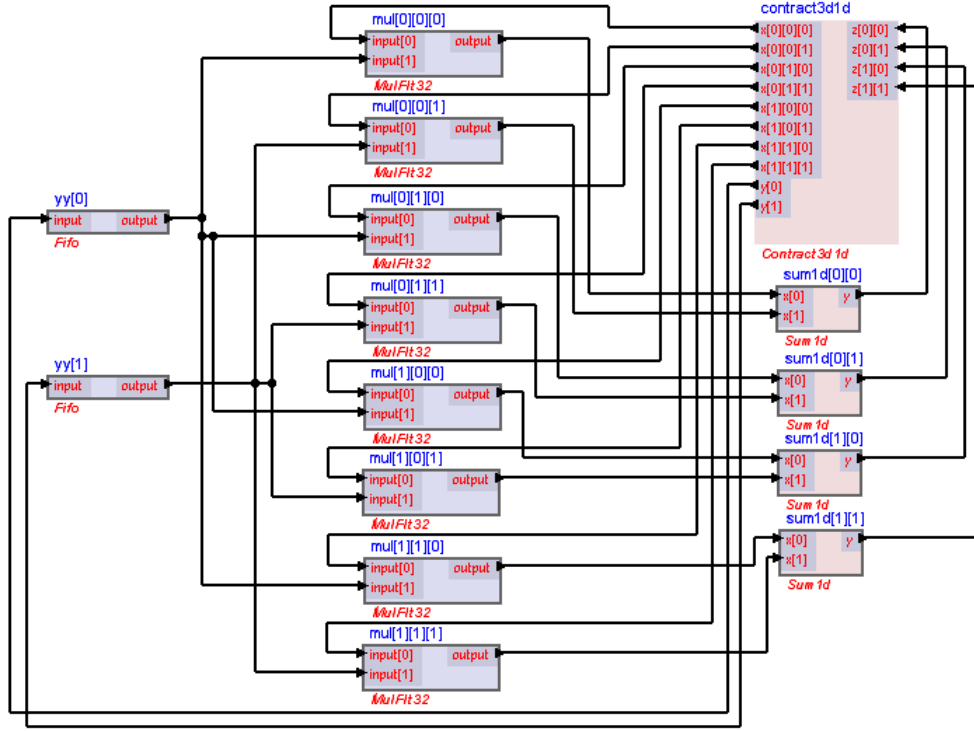 contract3d1d
x[0][0][0] z[0][0]
x[0][0][1] z[0][1]
x[0][1][0] z[1][0]
x[0][1][1] z[1][1]
x[1][0][0]
x[1][0][1]
x[1][1][0]
x[1][1][1]
y[0]
y[1]
Contract3d1d
mul[0][0][0]
input[0] output
input[1]
MulFlt32
mul[0][0][1]
input[0] output
input[1]
MulFlt32
mul[0][1][0]
input[0] output
input[1]
MulFlt32
mul[0][1][1]
input[0] output
input[1]
MulFlt32
mul[1][0][0]
input[0] output
input[1]
MulFlt32
mul[1][0][1]
input[0] output
input[1]
MulFlt32
mul[1][1][0]
input[0] output
input[1]
MulFlt32
mul[1][1][1]
input[0] output
input[1]
MulFlt32
yy[0]
input output
Fifo
yy[1]
input output
Fifo
sum1d[0][0]
x[0] y
x[1]
Sum1d
sum1d[0][1]
x[0] y
x[1]
Sum1d
sum1d[1][0]
x[0] y
x[1]
Sum1d
sum1d[1][1]
x[0] y
x[1]
Sum1d